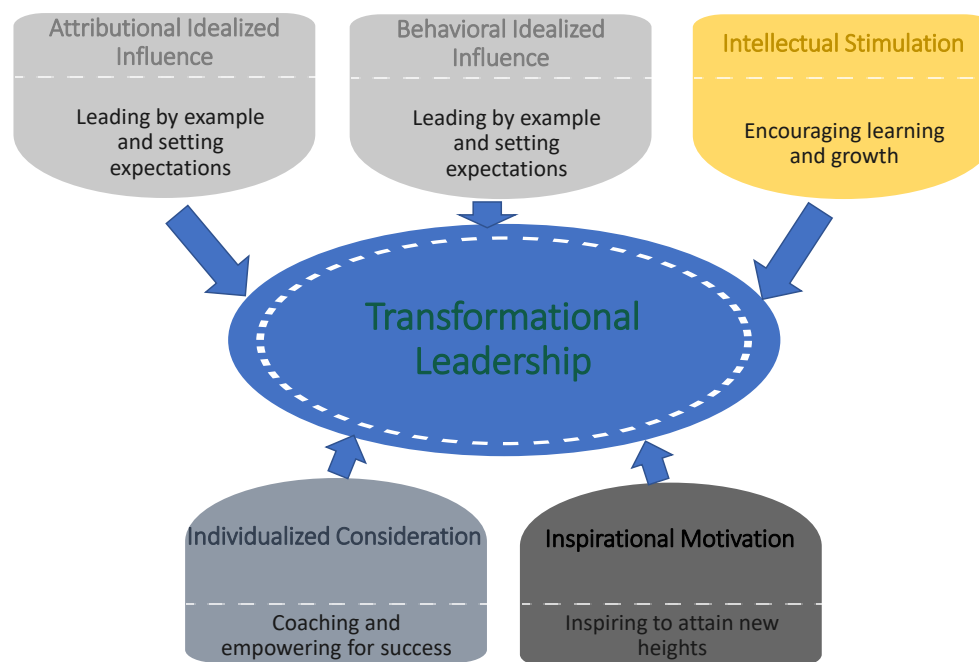 Attributional Idealized
Influence
Leading by example
and setting
expectations
Behavioral Idealized
Influence
Leading by example
and setting
expectations
Intellectual Stimulation
Encouraging learning
and growth
Transformational
Leadership
Individualized Consideration
Coaching and
empowering for success
Inspirational Motivation
Inspiring to attain new
heights